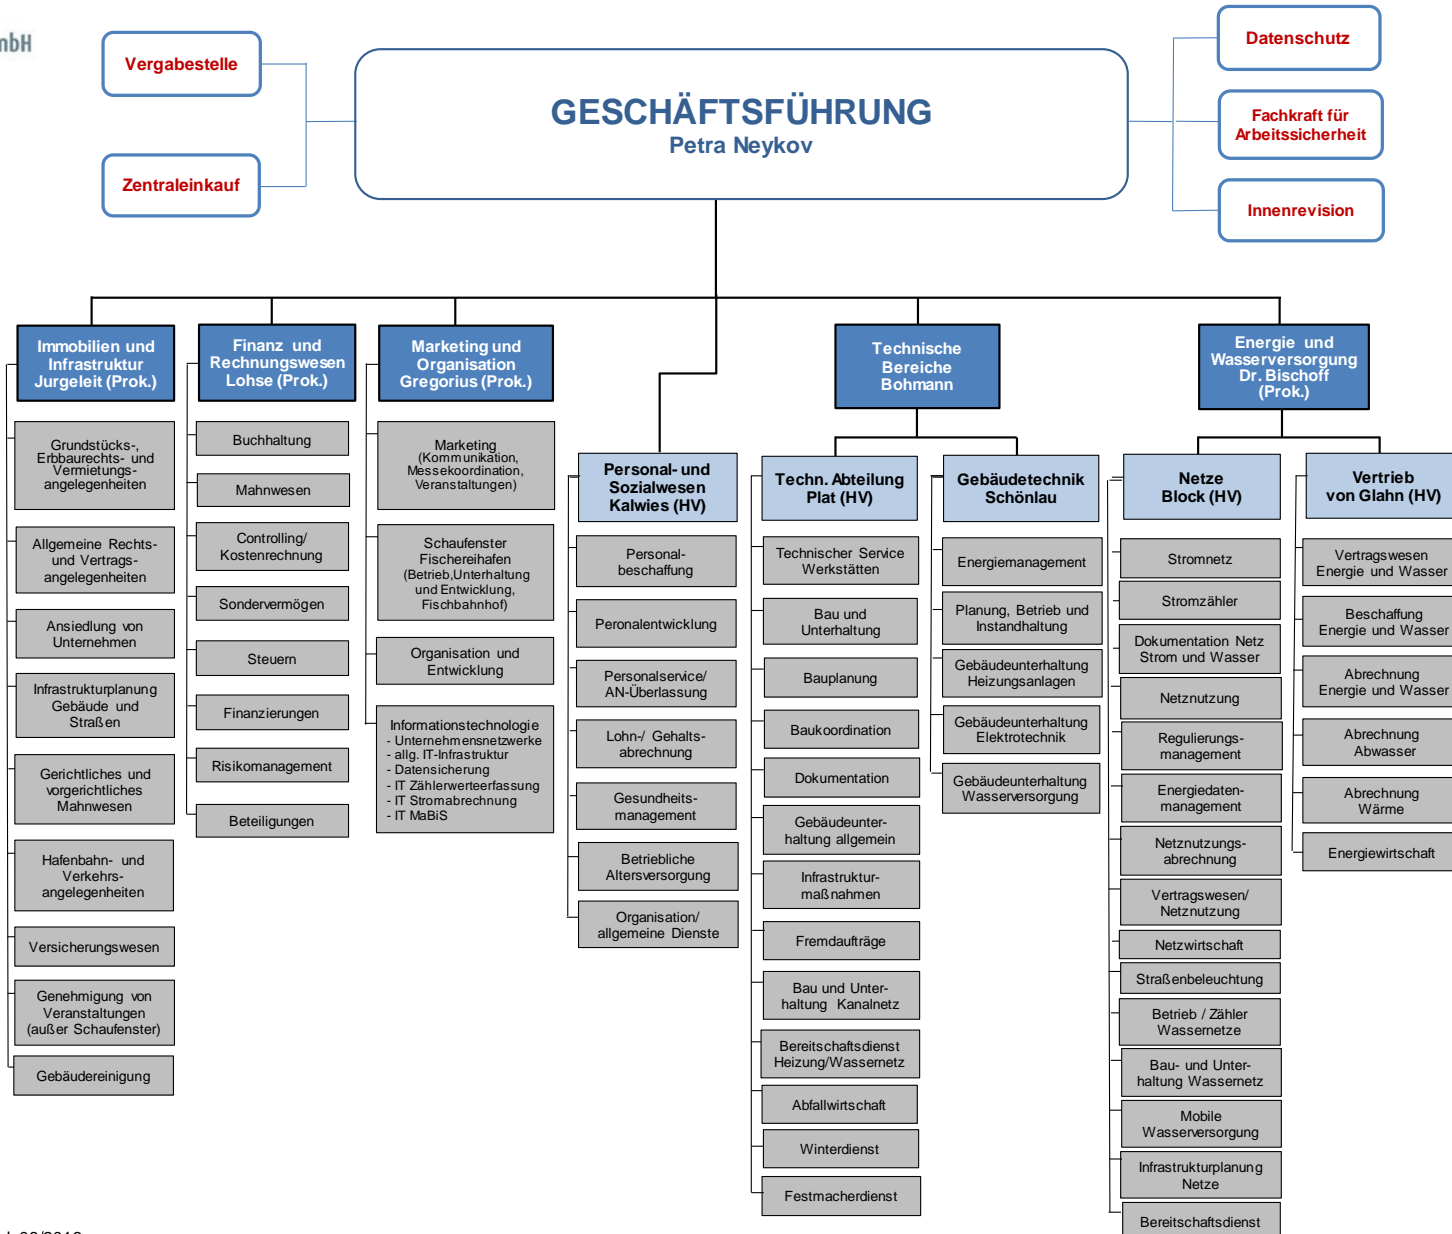 mbH
Vergabestelle
Zentraleinkauf
GESCHÄFTSFÜHRUNG
Petra Neykov
Datenschutz
Fachkraft für
Arbeitssicherheit
Innenrevision
Immobilien und
Infrastruktur
Jurgeleit (Prok.)
Grundstücks-,
Erbbaurechts- und
Vermietungs-
angelegenheiten
Allgemeine Rechts-
und Vertrags-
angelegenheiten
Ansiedlung von
Unternehmen
Infrastrukturplanung
Gebäude und
Straßen
Gerichtliches und
vorgerichtliches
Mahnwesen
Hafenbahn- und
Verkehrs-
angelegenheiten
Versicherungswesen
Genehmigung von
Veranstaltungen
(außer Schaufenster)
Gebäudereinigung
Finanz und
Rechnungswesen
Lohse (Prok.)
Buchhaltung
Mahnwesen
Controlling/
Kostenrechnung
Sondervermögen
Steuern
Finanzierungen
Risikomanagement
Beteiligungen
Marketing und
Organisation
Gregorius (Prok.)
Marketing
(Kommunikation,
Messekoordination,
Veranstaltungen)
Schaufenster
Fischereihafen
(Betrieb,Unterhaltung
und Entwicklung,
Fischbahnhof)
Organisation und
Entwicklung
Informationstechnologie
- Unternehmensnetzwerke
- allg. IT-Infrastruktur
- Datensicherung
- IT Zählerwerteerfassung
- IT Stromabrechnung
- IT MaBiS
Personal- und
Sozialwesen
Kalwies (HV)
Personal-
beschaffung
Peronalentwicklung
Personalservice/
AN-Überlassung
Lohn-/ Gehalts-
abrechnung
Gesundheits-
management
Betriebliche
Altersversorgung
Organisation/
allgemeine Dienste
Technische
Bereiche
Bohmann
Techn. Abteilung
Plat (HV)
Technischer Service
Werkstätten
Bau und
Unterhaltung
Bauplanung
Baukoordination
Dokumentation
Gebäudeunter-
haltung allgemein
Infrastruktur-
maßnahmen
Fremdaufträge
Bau und Unter-
haltung Kanalnetz
Bereitschaftsdienst
Heizung/Wassernetz
Abfallwirtschaft
Winterdienst
Festmacherdienst
Gebäudetechnik
Schönlau
Energiemanagement
Planung, Betrieb und
Instandhaltung
Gebäudeunterhaltung
Heizungsanlagen
Gebäudeunterhaltung
Elektrotechnik
Gebäudeunterhaltung
Wasserversorgung
Energie und
Wasserversorgung
Dr. Bischoff
(Prok.)
Netze
Block (HV)
Stromnetz
Stromzähler
Dokumentation Netz
Strom und Wasser
Netznutzung
Regulierungs-
management
Energiedaten-
management
Netznutzungs-
abrechnung
Vertragswesen/
Netznutzung
Netzwirtschaft
Straßenbeleuchtung
Betrieb / Zähler
Wassernetze
Bau- und Unter-
haltung Wassernetz
Mobile
Wasserversorgung
Infrastrukturplanung
Netze
Bereitschaftsdienst
Vertrieb
von Glahn (HV)
Vertragswesen
Energie und Wasser
Beschaffung
Energie und Wasser
Abrechnung
Energie und Wasser
Abrechnung
Abwasser
Abrechnung
Wärme
Energiewirtschaft